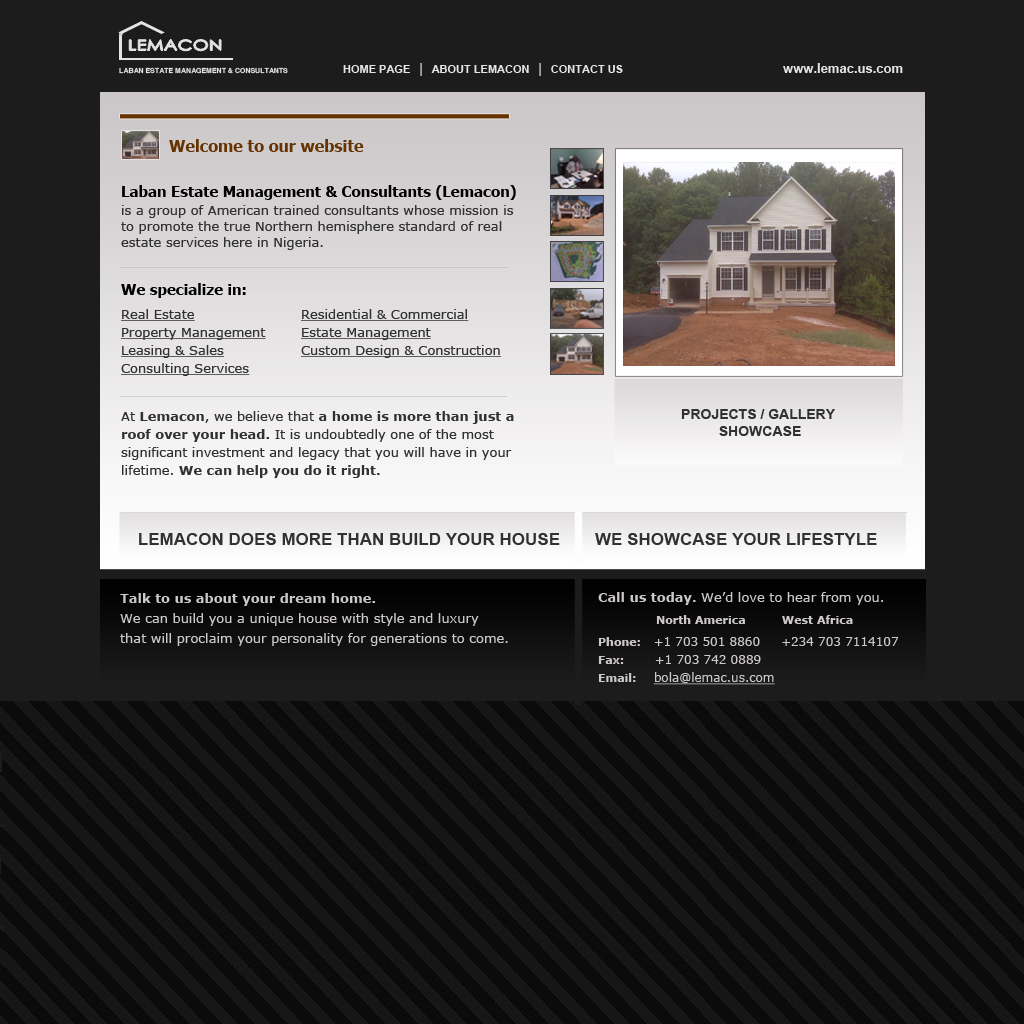 LEMACON
LABAN ESTATE MANAGEMENT & CONSULTANTS
HOME PAGE | ABOUT LEMACON | CONTACT US
www.lemac.us.com
Welcome to our website
Laban Estate Management & Consultants (Lemacon)
is a group of American trained consultants whose mission is
to promote the true Northern hemisphere standard of real
estate services here in Nigeria.
We specialize in:
Real Estate
Property Management
Leasing & Sales
Consulting Services
Residential & Commercial
Estate Management
Custom Design & Construction
At Lemacon, we believe that a home is more than just a
roof over your head. It is undoubtedly one of the most
significant investment and legacy that you will have in your
lifetime. We can help you do it right.
PROJECTS / GALLERY
SHOWCASE
LEMACON DOES MORE THAN BUILD YOUR HOUSE
WE SHOWCASE YOUR LIFESTYLE
Talk to us about your dream home.
We can build you a unique house with style and luxury
that will proclaim your personality for generations to come.
Call us today. We'd love to hear from you.
North America West Africa
Phone: +1 703 501 8860 +234 703 7114107
Fax: +1 703 742 0889
Email: bola@lemac.us.com